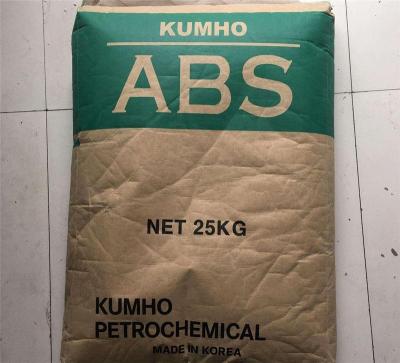 KUMHO
ABS
NET 25KG
KUMHO
PETROCHEMICAL
MADE IN KOREA